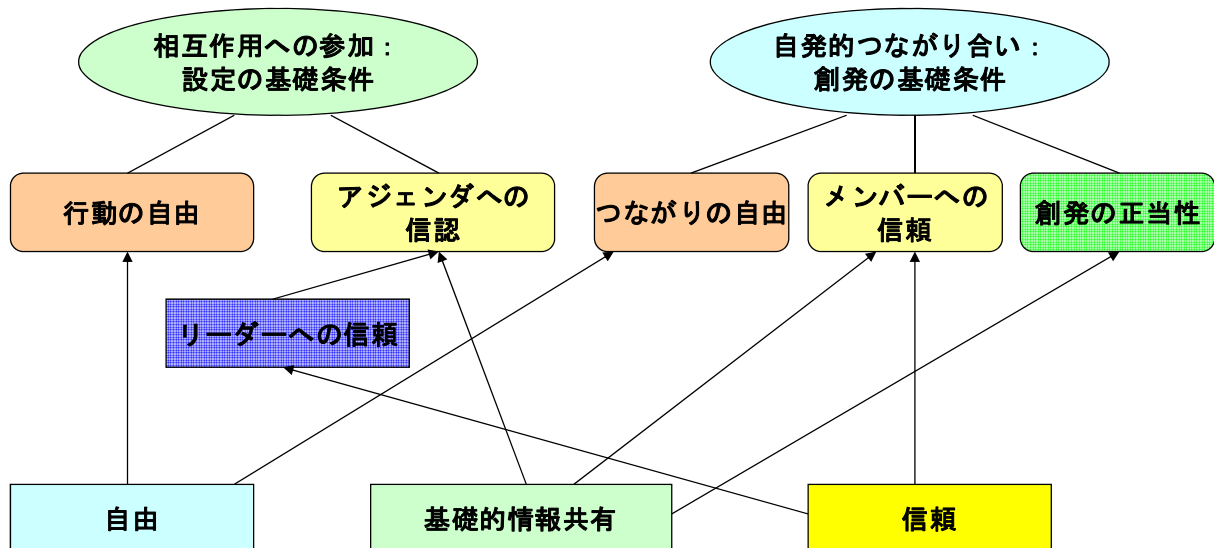 相互作用への参加：
設定の基礎条件
自発的つながり合い：
創発の基礎条件
行動の自由
アジェンダへの
信認
つながりの自由
メンバーへの
信頼
創発の正当性
リーダーへの信頼
自由
基礎的情報共有
信頼